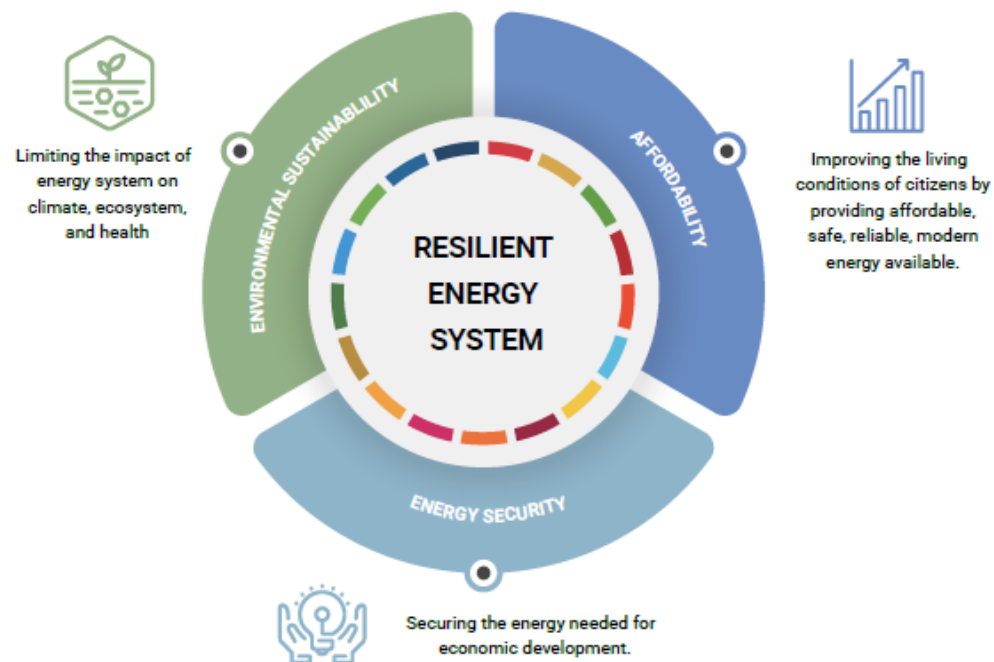 ENVIRONMENTAL SUSTAINABLILITY
AFFORDABILITY
Limiting the impact of
energy system on
climate, ecosystem,
and health
Improving the living
conditions of citizens by
providing affordable,
safe, reliable, modern
energy available.
RESILIENT
ENERGY
SYSTEM
ENERGY SECURITY
Securing the energy needed for
economic development.